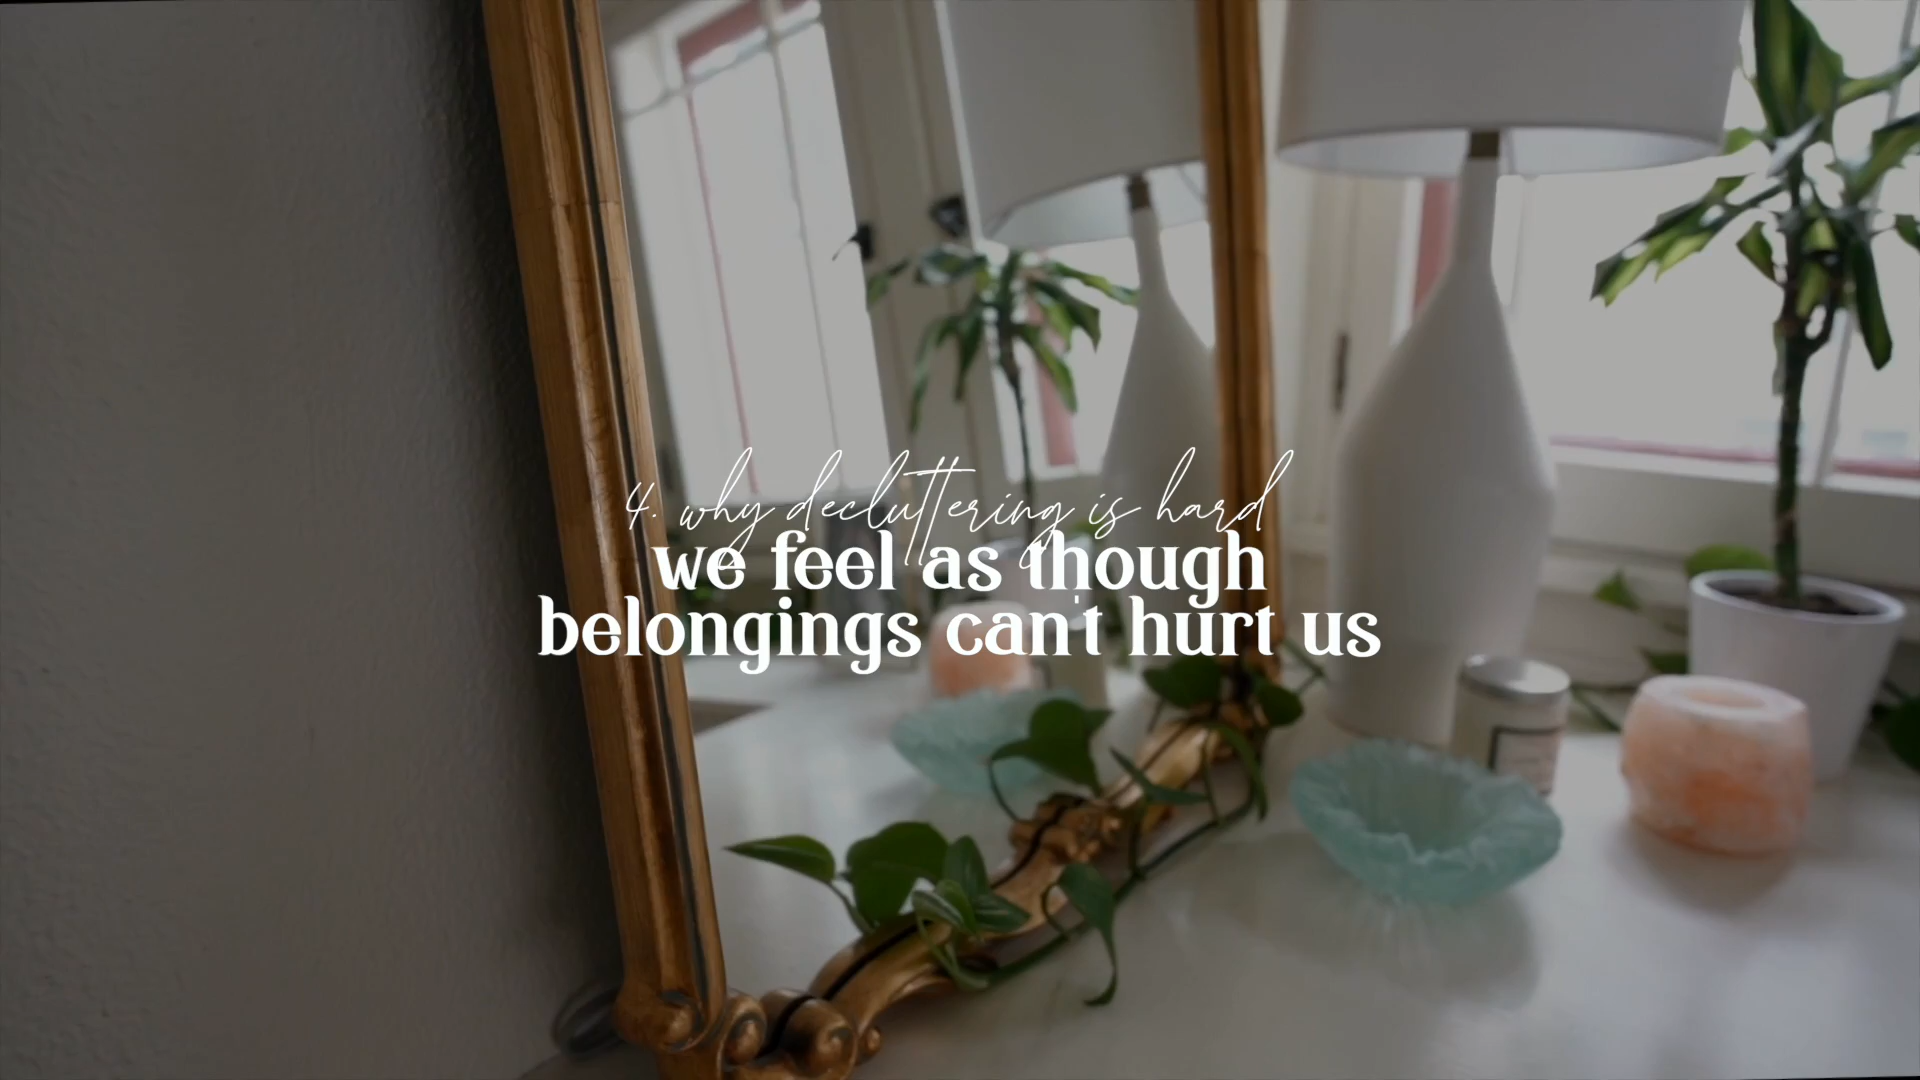 4. why decluttering is hard
we feel as though
belongings can't hurt us